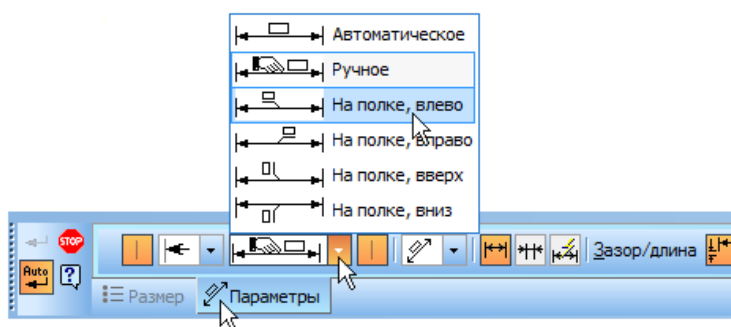 Автоматическое
Ручное
На полке, влево
На полке, вправо
На полке, вверх
На полке, вниз
STOP
Auto
Зазор/длина
Размер
Параметры